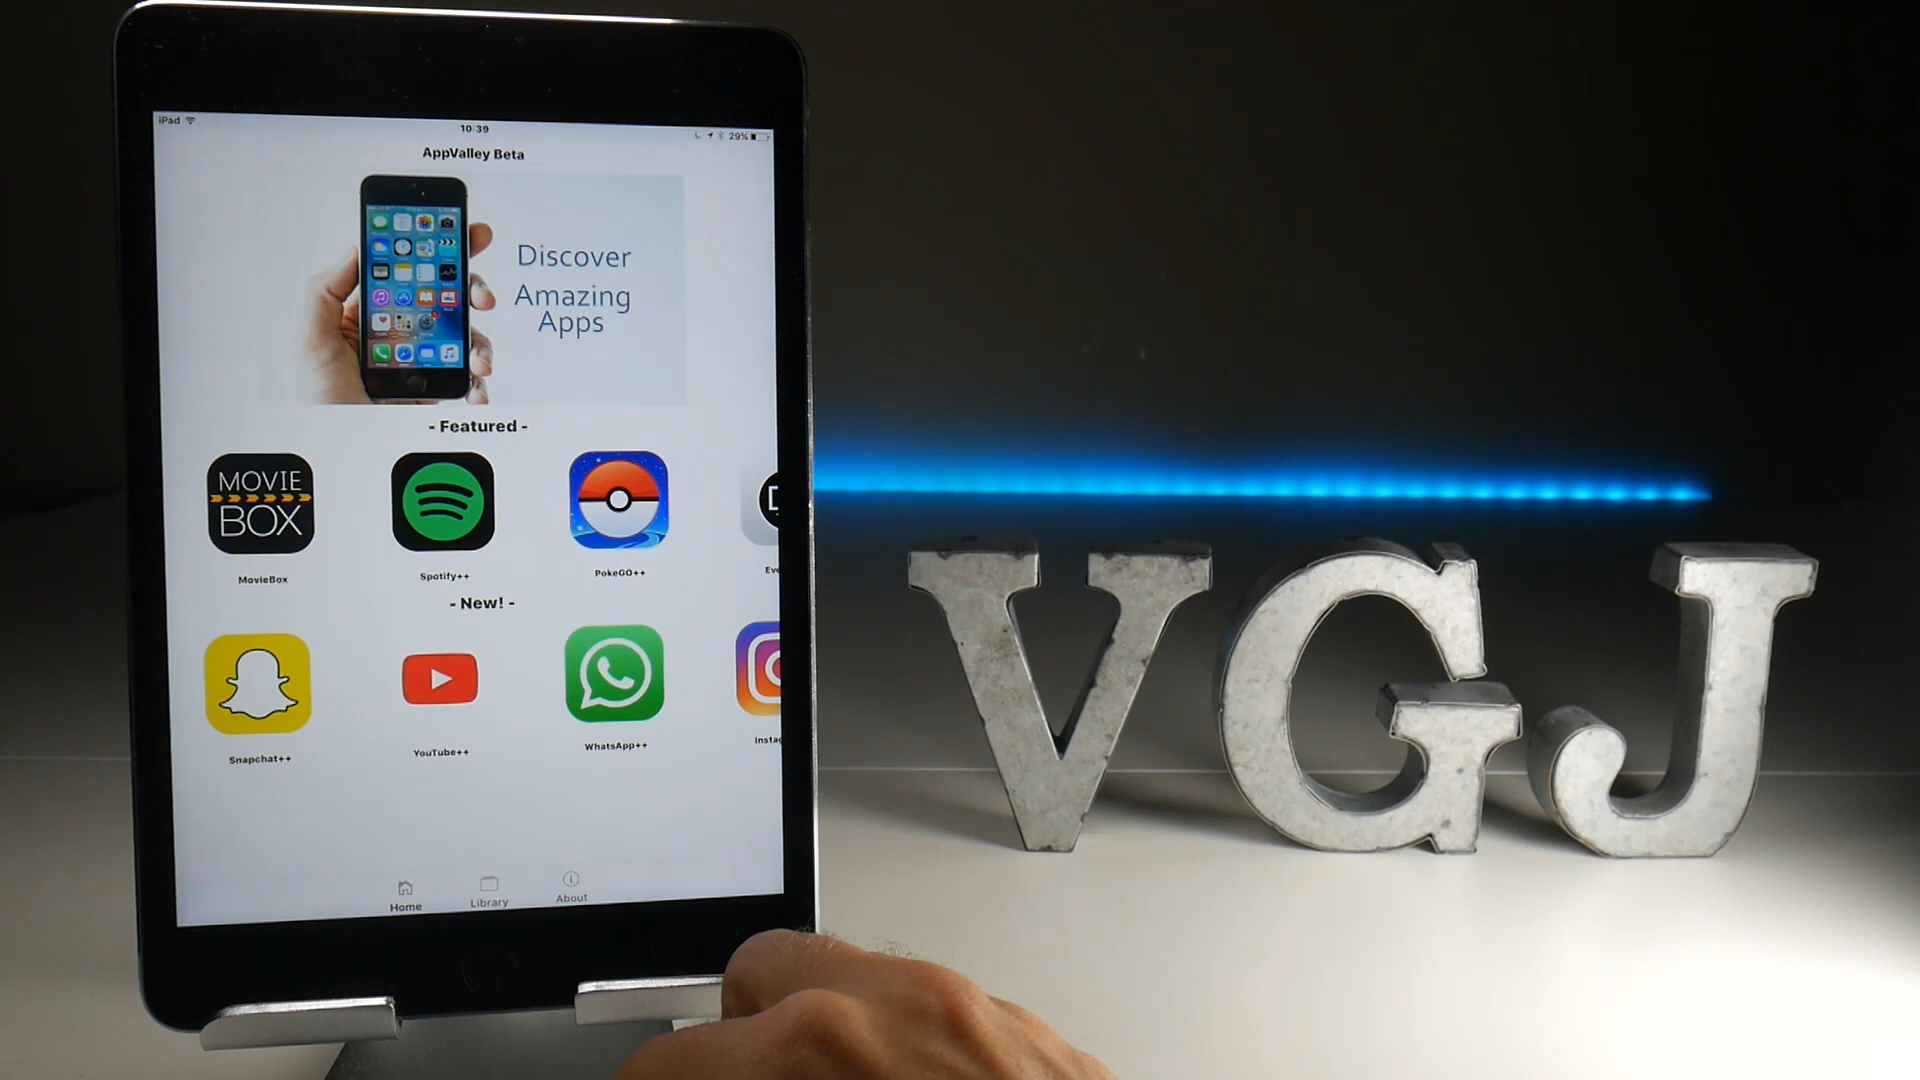 iPad
10:39
29%
AppValley Beta
Discover
Amazing
Apps
- Featured -
MOVIE
BOX
MovieBox
Spotify++
PokeGO++
- New! -
Snapchat++
YouTube++
WhatsApp++
Home
Library
About
VGJ